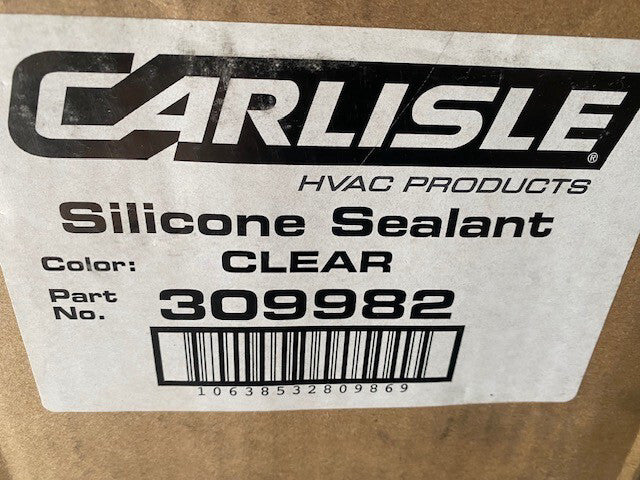 CARLISLE®
HVAC PRODUCTS
Silicone Sealant
Color: CLEAR
Part No. 309982
10638532809869